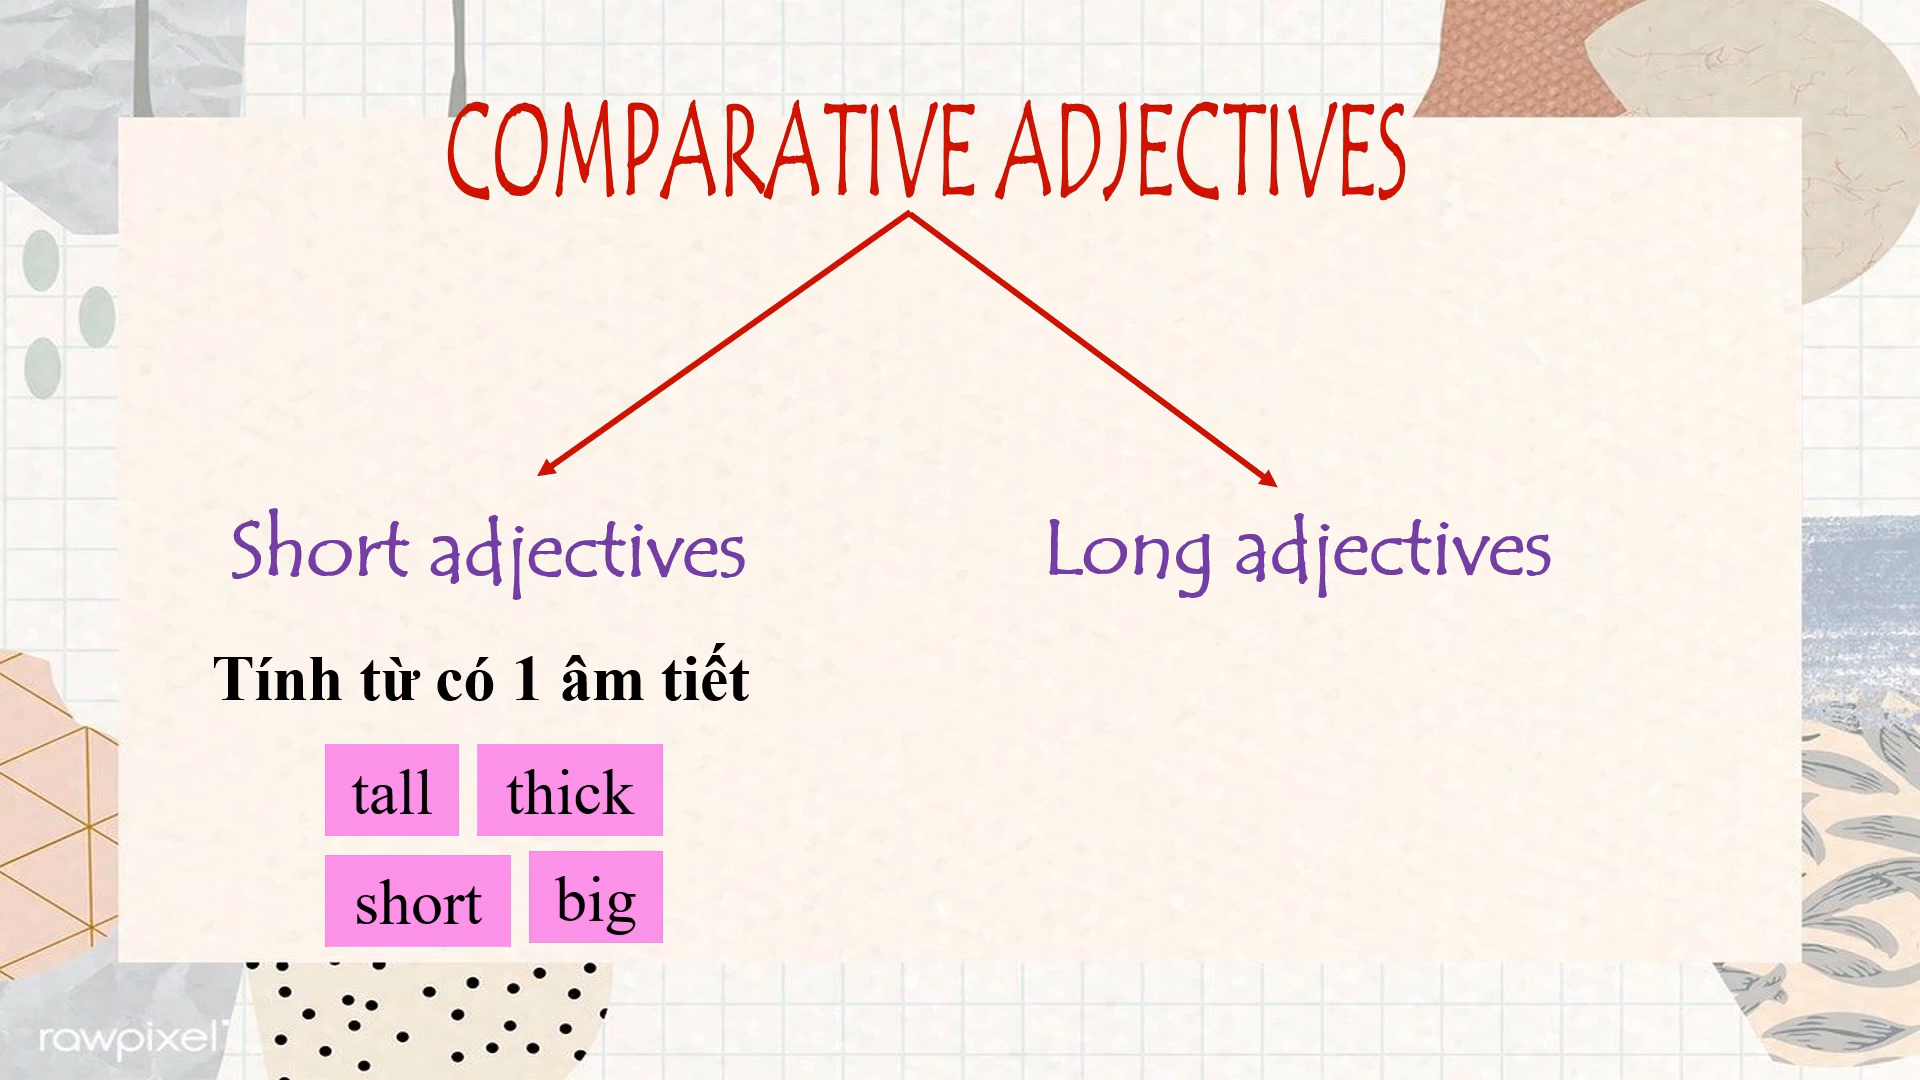 COMPARATIVE ADJECTIVES
Short adjectives
Long adjectives
Tính từ có 1 âm tiết
tall
thick
short
big
rawpixel